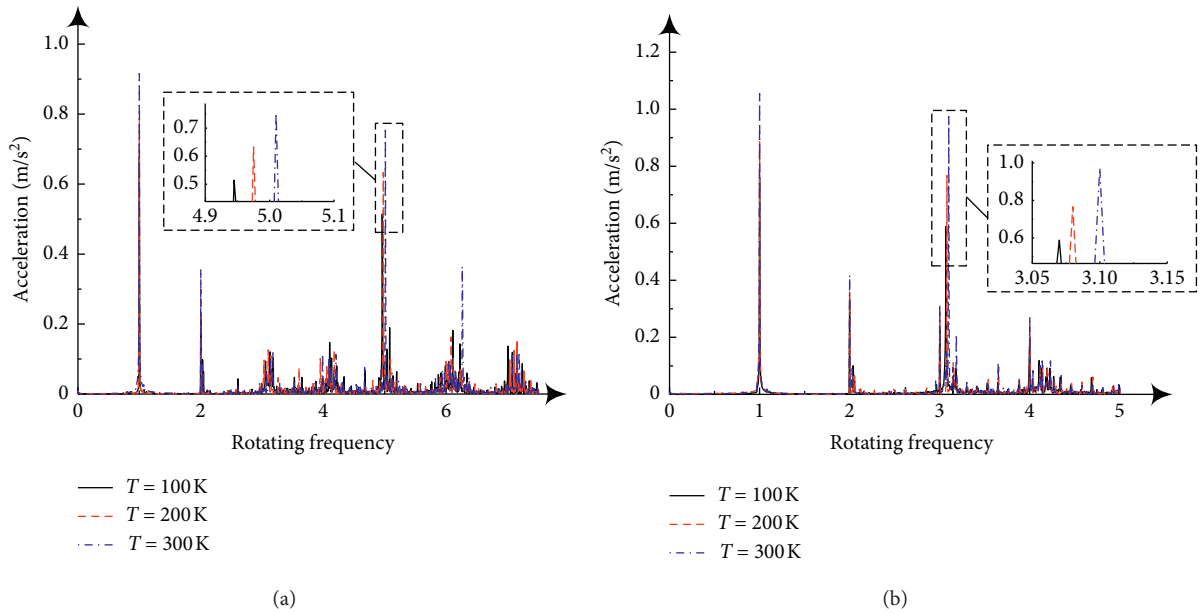 (a)
Acceleration (m/s²)
1.0
0.8
0.6
0.4
0.2
0
0 2 4 6
Rotating frequency
0.7
0.6
0.5
4.9 5.0 5.1
T = 100 K
T = 200 K
T = 300 K
(a)
(b)
Acceleration (m/s²)
1.2
1.0
0.8
0.6
0.4
0.2
0
0 1 2 3 4 5
Rotating frequency
1.0
0.8
0.6
3.05 3.10 3.15
T = 100 K
T = 200 K
T = 300 K
(b)